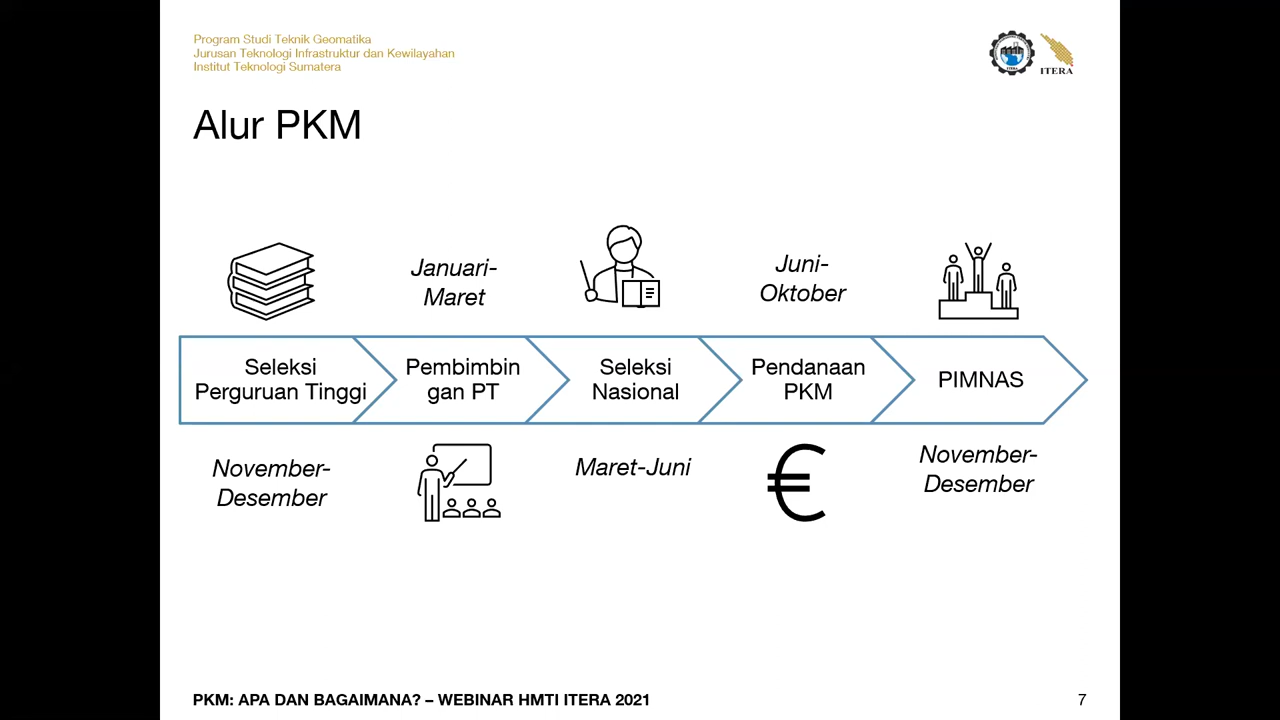 Program Studi Teknik Geomatika
Jurusan Teknologi Infrastruktur dan Kewilayahan
Institut Teknologi Sumatera
ITERA
Alur PKM
Januari-
Maret
Juni-
Oktober
Seleksi
Perguruan Tinggi
Pembimbin
gan PT
Seleksi
Nasional
Pendanaan
PKM
PIMNAS
November-
Desember
Maret-Juni
€
November-
Desember
PKM: APA DAN BAGAIMANA? – WEBINAR HMTI ITERA 2021
7